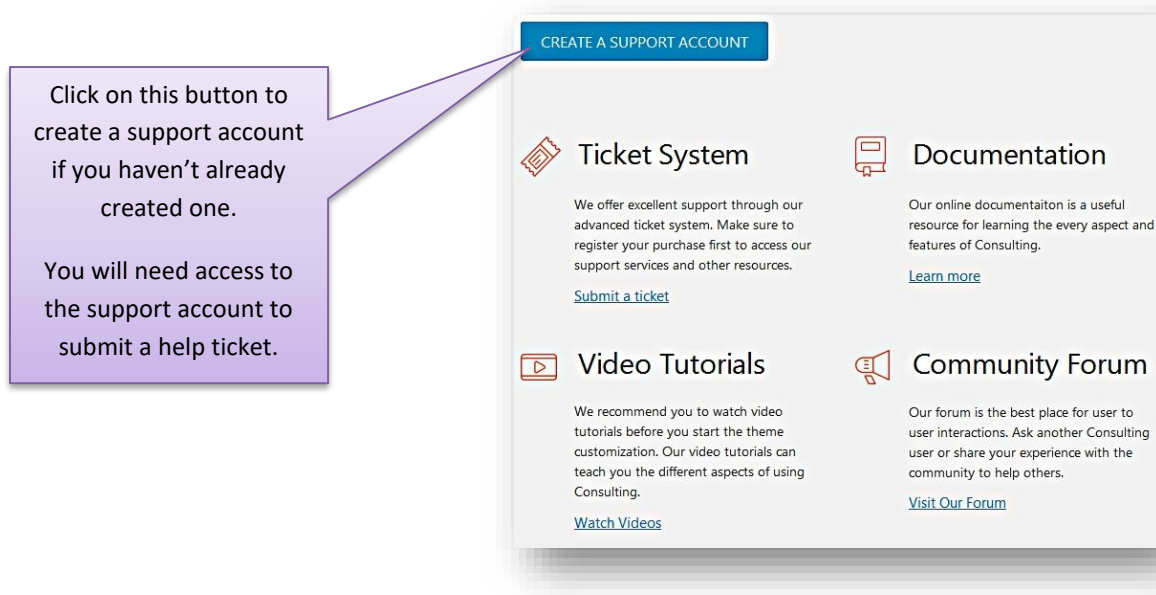 CREATE A SUPPORT ACCOUNT
Click on this button to
create a support account
if you haven’t already
created one.
You will need access to
the support account to
submit a help ticket.
Ticket System
We offer excellent support through our
advanced ticket system. Make sure to
register your purchase first to access our
support services and other resources.
Submit a ticket
Documentation
Our online documentaiton is a useful
resource for learning the every aspect and
features of Consulting.
Learn more
Video Tutorials
We recommend you to watch video
tutorials before you start the theme
customization. Our video tutorials can
teach you the different aspects of using
Consulting.
Watch Videos
Community Forum
Our forum is the best place for user to
user interactions. Ask another Consulting
user or share your experience with the
community to help others.
Visit Our Forum